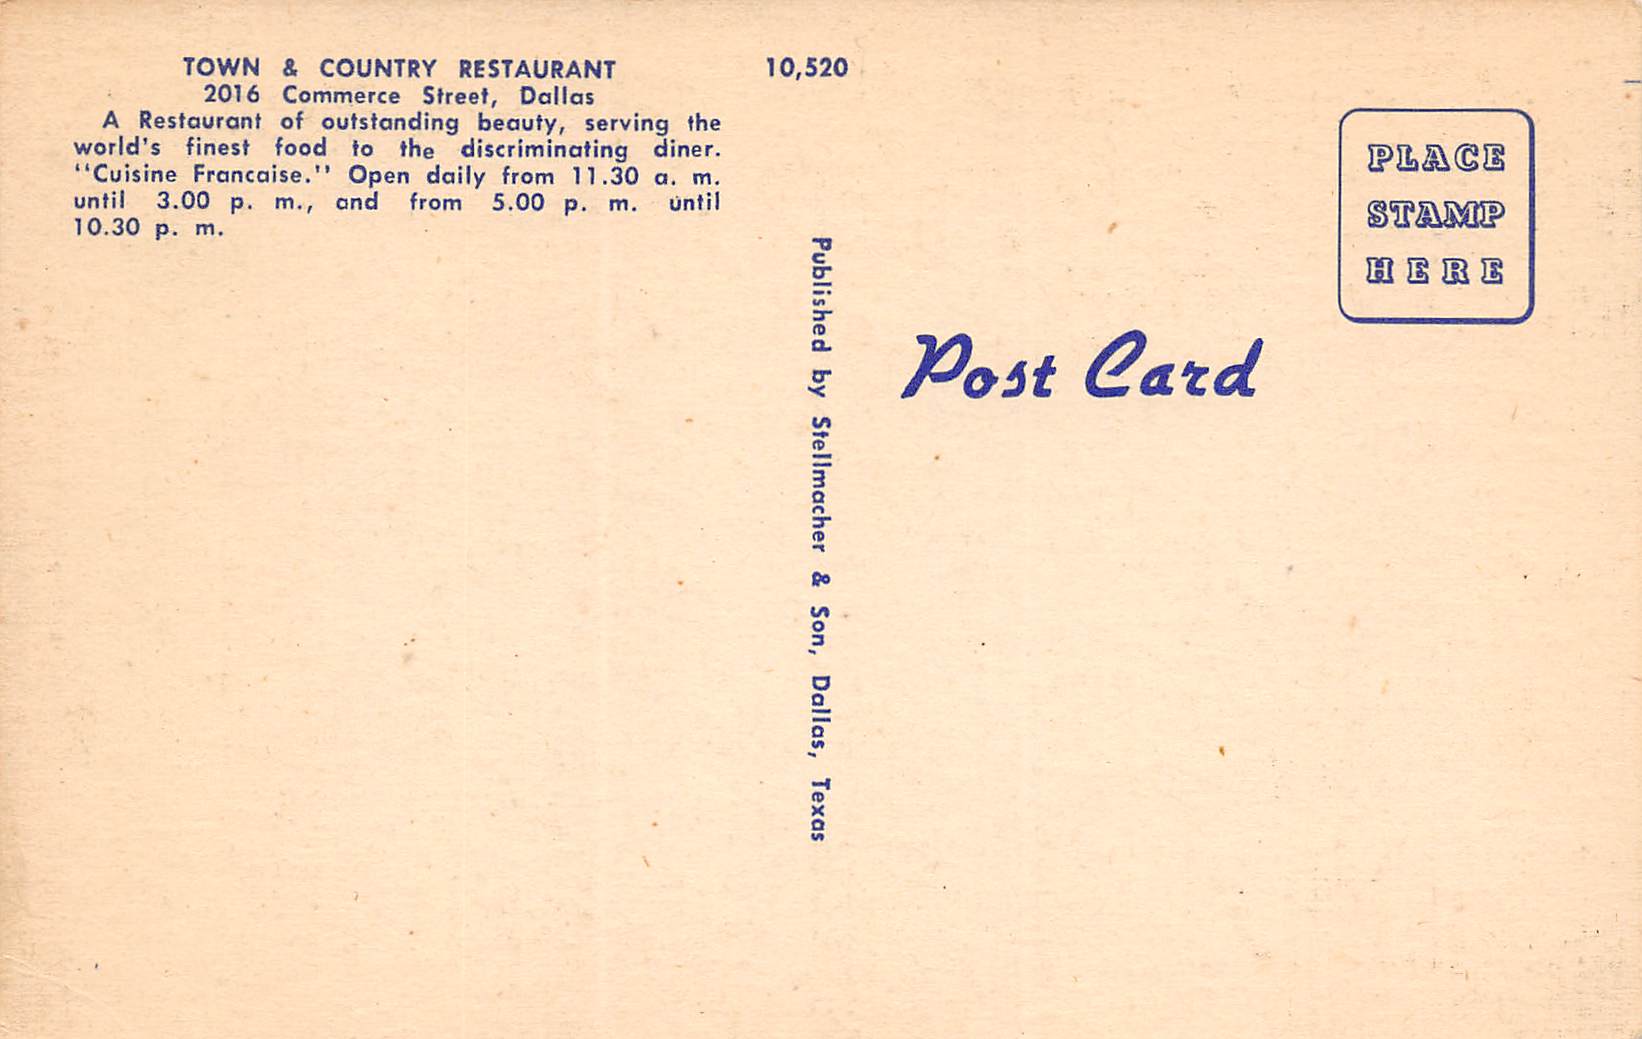 TOWN & COUNTRY RESTAURANT
2016 Commerce Street, Dallas
A Restaurant of outstanding beauty, serving the
world's finest food to the discriminating diner.
"Cuisine Francaise." Open daily from 11.30 a. m.
until 3.00 p. m., and from 5.00 p. m. until
10.30 p. m.
10,520
Published by Stellmacher & Son, Dallas, Texas
Post Card
PLACE
STAMP
HERE